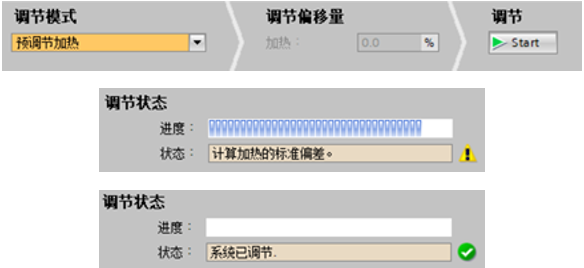 调节模式 调节偏移量 调节
预调节加热 加热： 0.0 % Start
调节状态
进度：
状态： 计算加热的标准偏差。
调节状态
进度：
状态： 系统已调节.